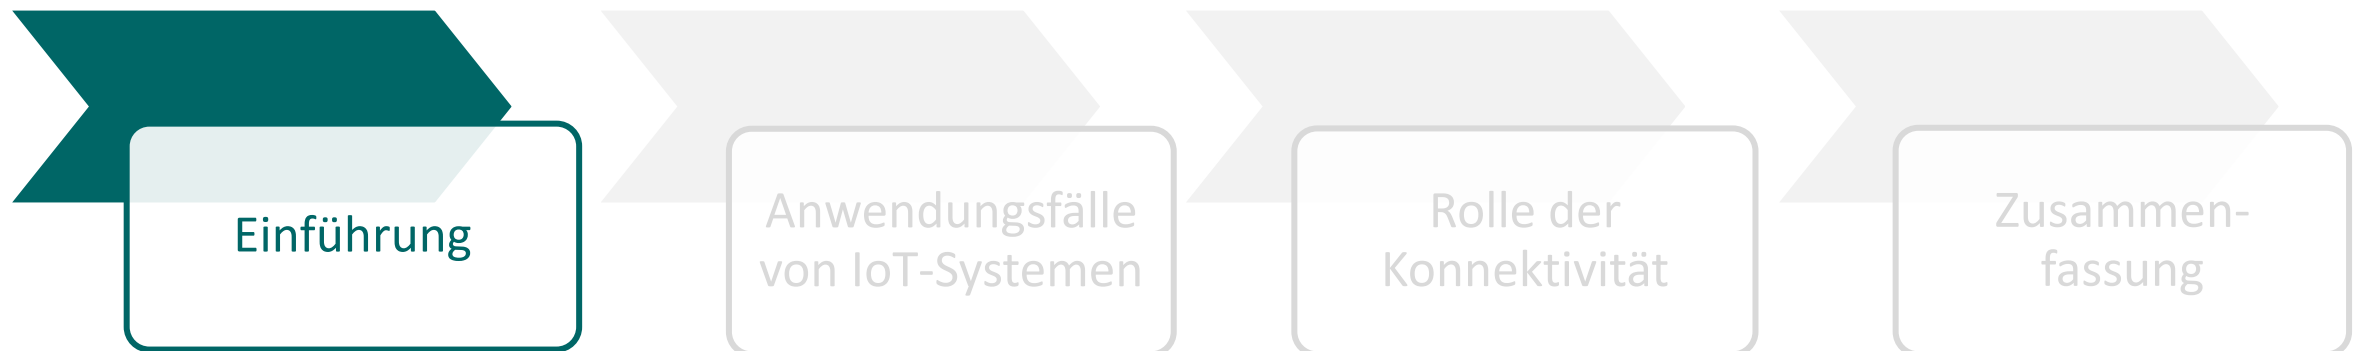 Einführung
Anwendungsfälle
von IoT-Systemen
Rolle der
Konnektivität
Zusammen-
fassung